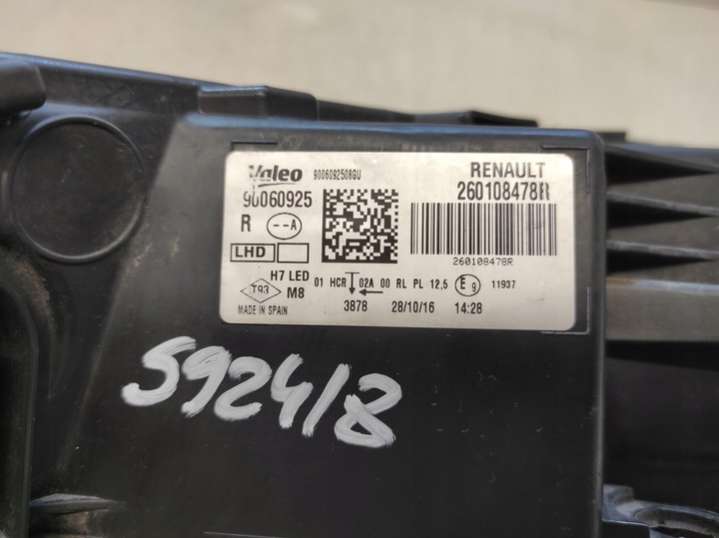 Valeo 9006092508GU RENAULT
90060925 260108478R
R --A
LHD
260108478R
H7 LED 01 HCR 02A 00 RL PL 12,5 E9 11937
T93 M8 3878 28/10/16 14:28
MADE IN SPAIN
5924/8